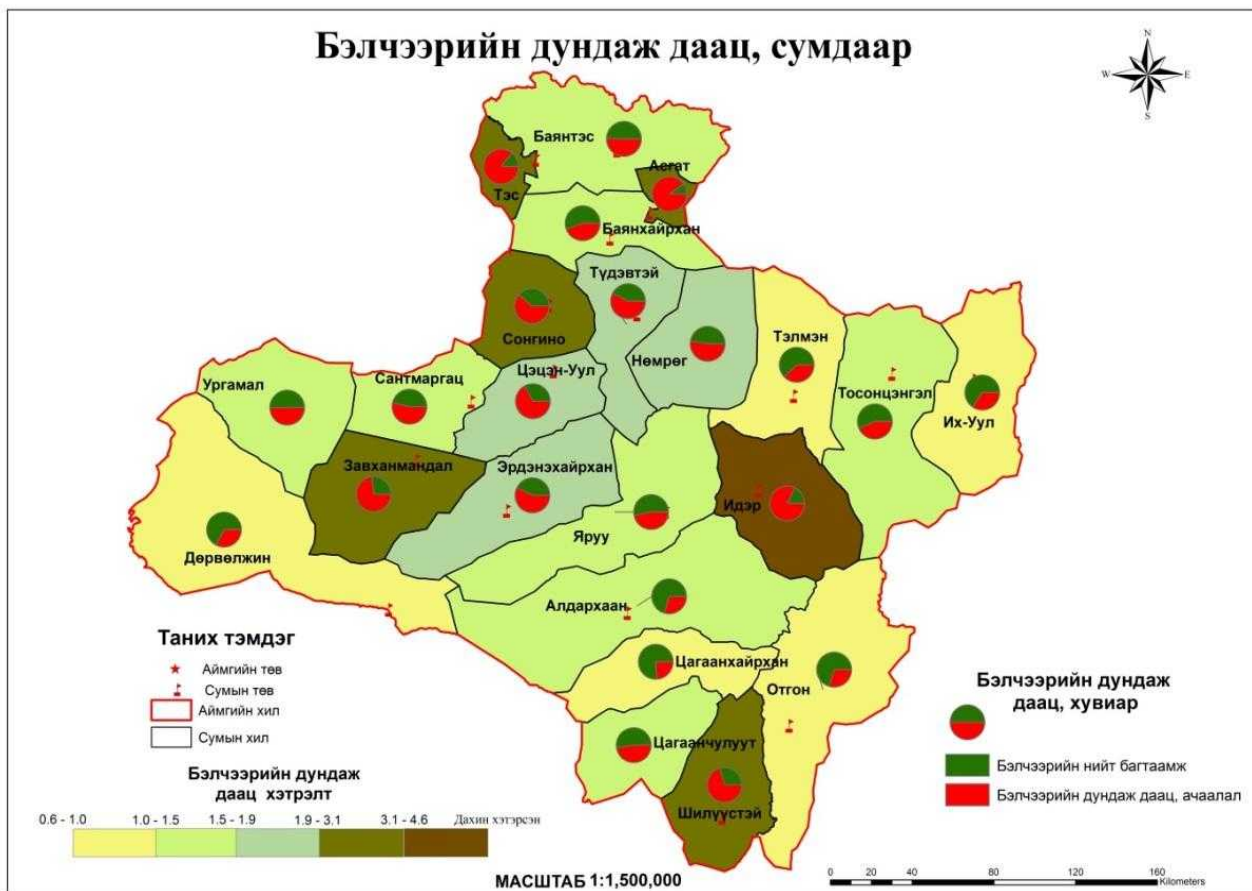 Бэлчээрийн дундаж даац, сумдаар
N
W E
S
Баянтэс
Асгат
Тэс
Баянхайрхан
Түдэвтэй
Сонгино
Нөмрөг
Тэлмэн
Цэцэн-Уул
Ургамал
Сантмаргац
Тосонцэнгэл
Их-Уул
Завханмандал
Эрдэнэхайрхан
Идэр
Яруу
Дөрвөлжин
Алдархаан
Цагаанхайрхан
Отгон
Цагаанчулуут
Шилүүстэй
Таних тэмдэг
Аймгийн төв
Сумын төв
Аймгийн хил
Сумын хил
Бэлчээрийн дундаж
даац хэтрэлт
0.6 - 1.0 1.0 - 1.5 1.5 - 1.9 1.9 - 3.1 3.1 - 4.6 Дахин хэтэрсэн
Бэлчээрийн дундаж
даац, хувиар
Бэлчээрийн нийт багтаамж
Бэлчээрийн дундаж даац, ачаалал
МАСШТАБ 1:1,500,000
0 20 40 80 120 160
Kilometers